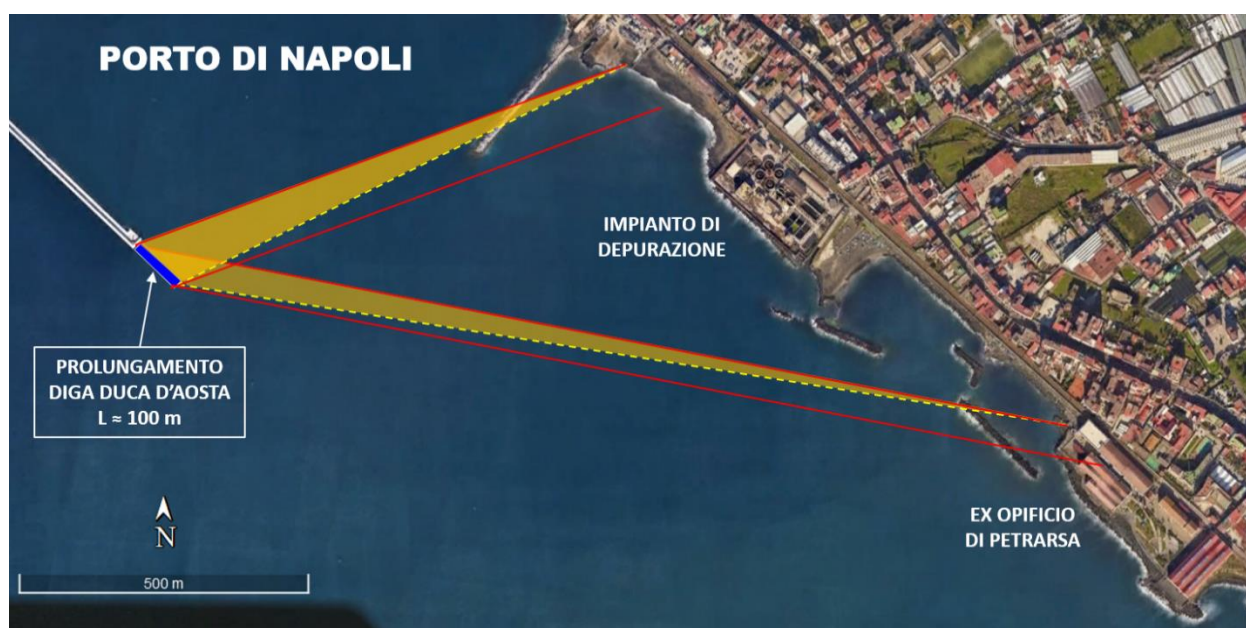 PORTO DI NAPOLI
IMPIANTO DI
DEPURAZIONE
PROLUNGAMENTO
DIGA DUCA D'AOSTA
L ≈ 100 m
EX OPIFICIO
DI PETRARSA
N
500 m